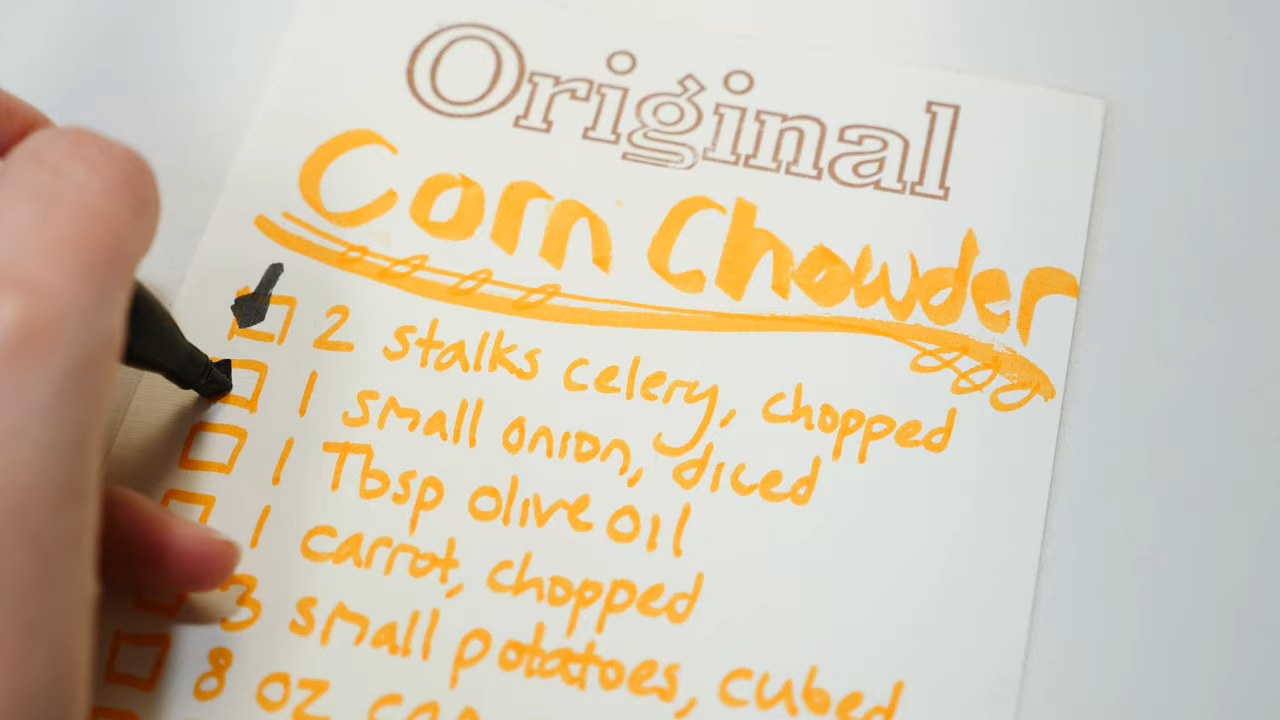 Original
Corn Chowder
2 stalks celery, chopped
1 small onion, diced
1 Tbsp olive oil
1 carrot, chopped
3 small potatoes, cubed
8 oz